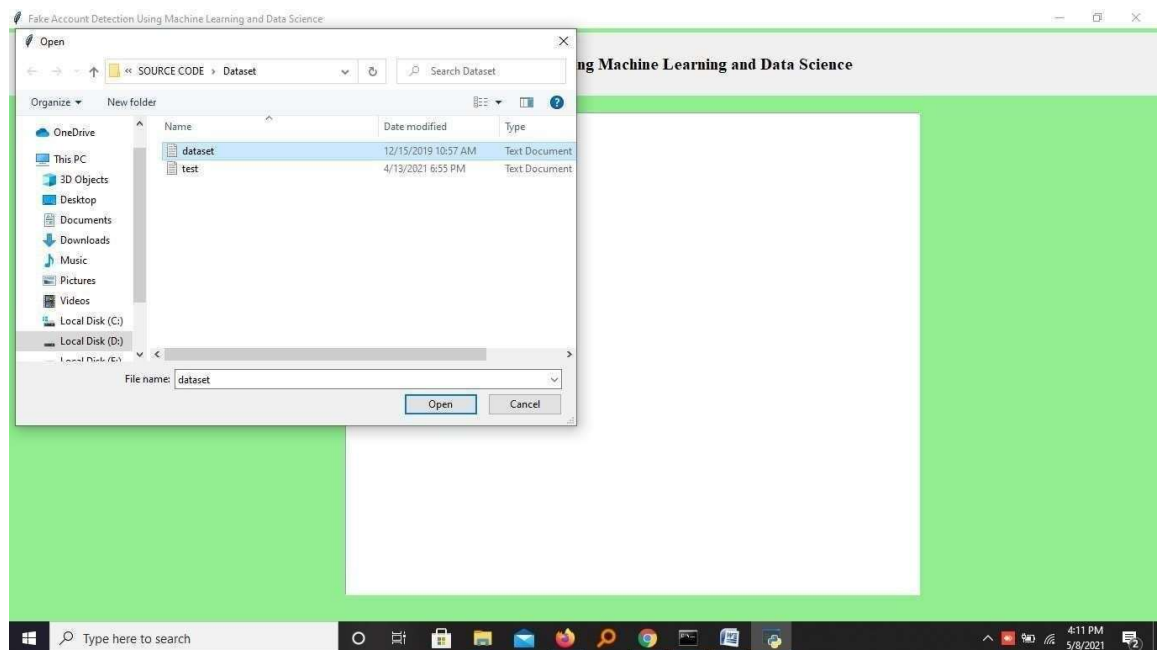 Fake Account Detection Using Machine Learning and Data Science
Open
ng Machine Learning and Data Science
« SOURCE CODE › Dataset
Search Dataset
Organize
New folder
Name
Date modified
Type
OneDrive
This PC
3D Objects
Desktop
Documents
Downloads
Music
Pictures
Videos
Local Disk (C:)
Local Disk (D:)
Local Disk (E:)
dataset
12/15/2019 10:57 AM
Text Document
test
4/13/2021 6:55 PM
Text Document
File name:
dataset
Open
Cancel
Type here to search
4:11 PM
5/8/2021
2